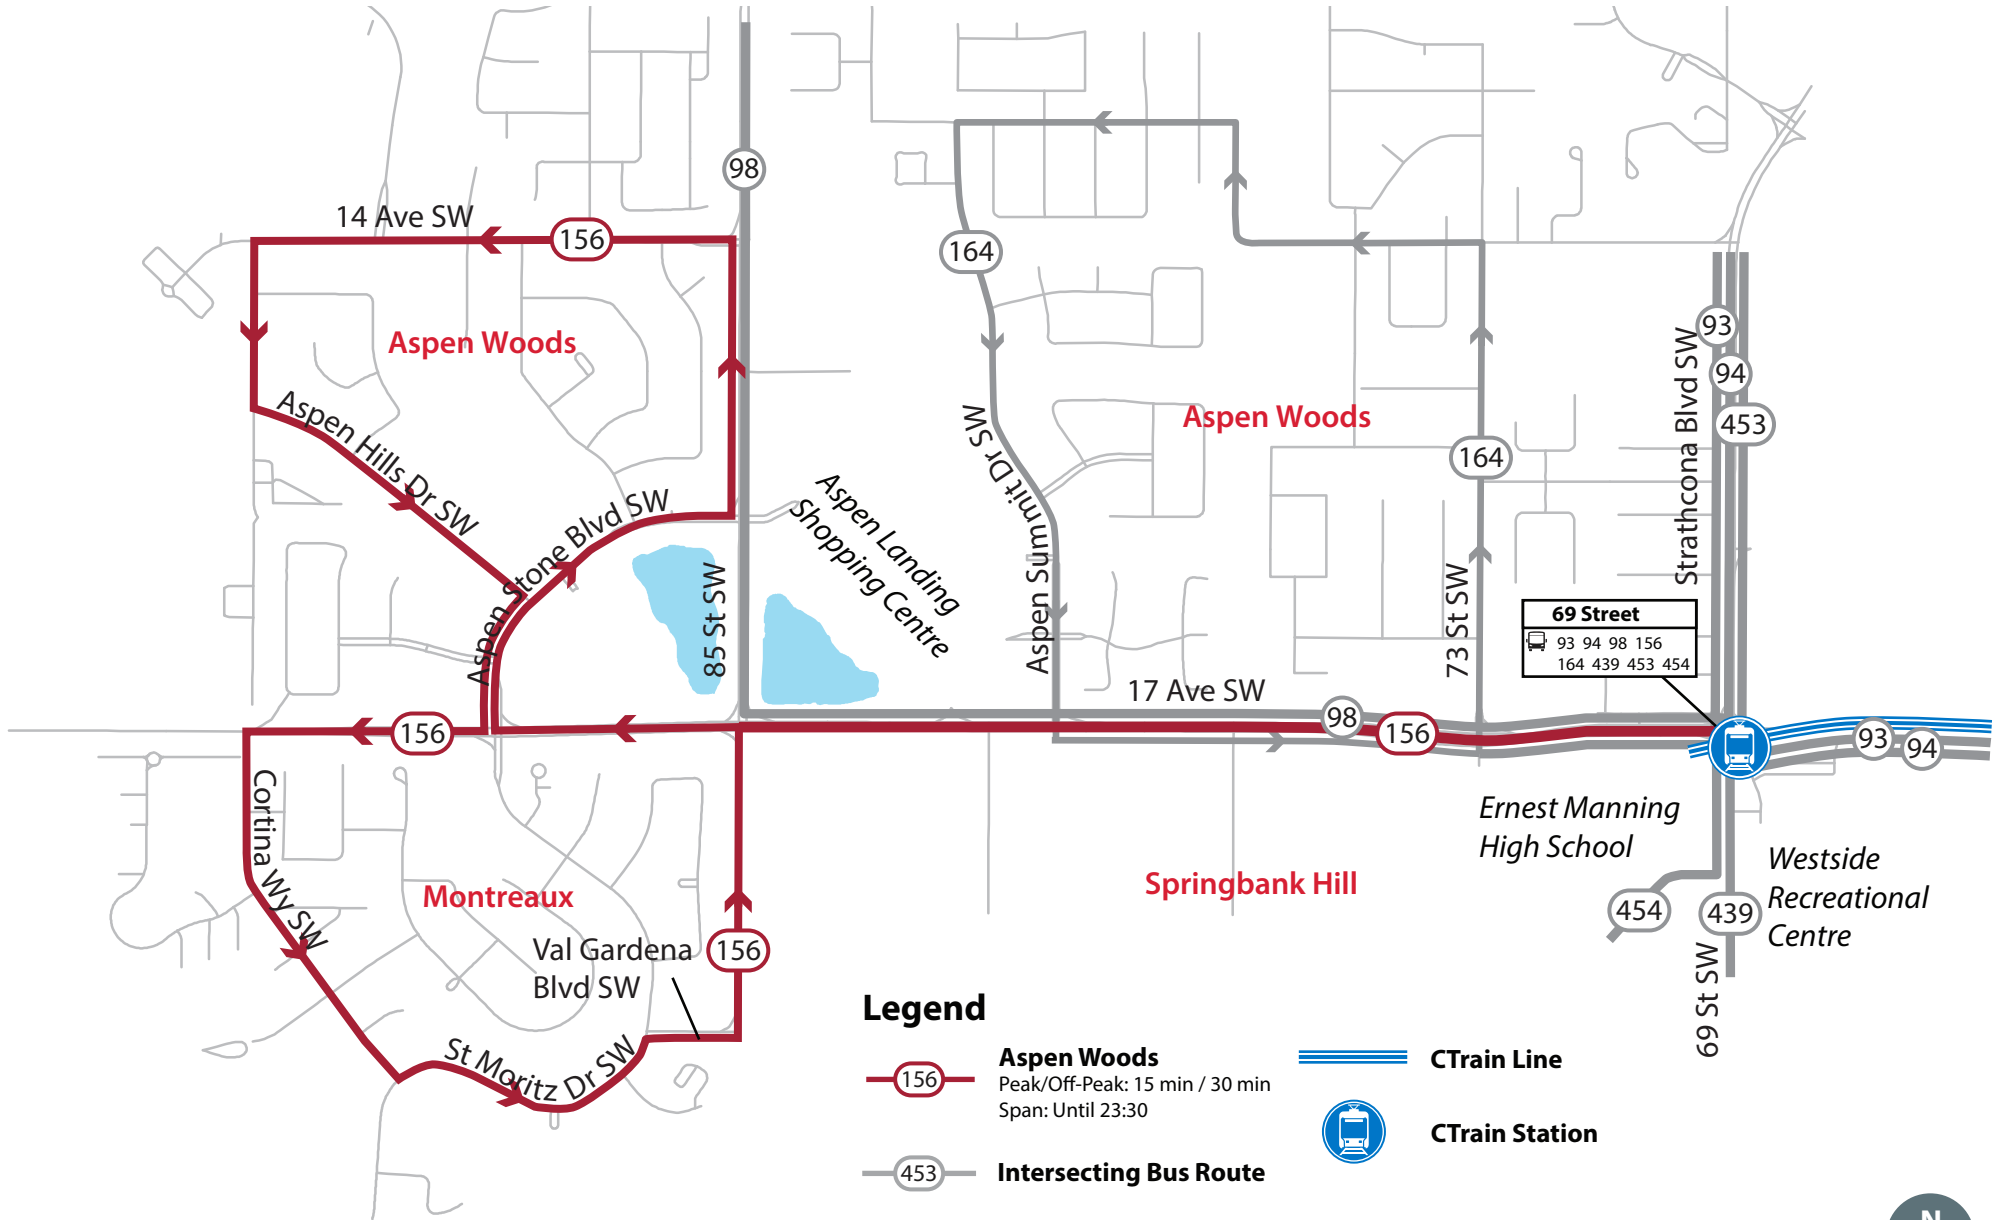 98
14 Ave SW
156
164
93
Aspen Woods
94
Strathcona Blvd SW
453
Aspen Hills Dr SW
Aspen Woods
Aspen Summit Dr SW
164
Aspen Stone Blvd SW
Aspen Landing
Shopping Centre
85 St SW
73 St SW
69 Street
93 94 98 156
164 439 453 454
17 Ave SW
156
98
156
93
94
Cortina Wy SW
Ernest Manning
High School
Westside
Recreational
Centre
Montreaux
Springbank Hill
454
439
69 St SW
Val Gardena
Blvd SW
156
St Moritz Dr SW
Legend
156
Aspen Woods
Peak/Off-Peak: 15 min / 30 min
Span: Until 23:30
CTrain Line
CTrain Station
453
Intersecting Bus Route
N